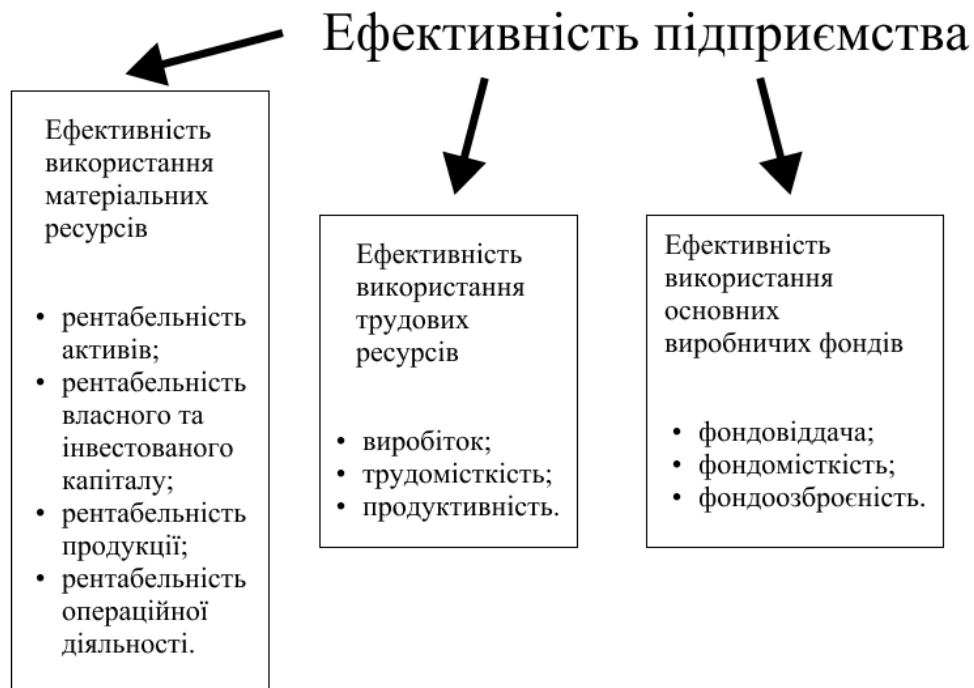 Ефективність підприємства
Ефективність
використання
матеріальних
ресурсів
• рентабельність
активів;
• рентабельність
власного та
інвестованого
капіталу;
• рентабельність
продукції;
• рентабельність
операційної
діяльності.
Ефективність
використання
трудових
ресурсів
• виробіток;
• трудомісткість;
• продуктивність.
Ефективність
використання
основних
виробничих фондів
• фондовіддача;
• фондомісткість;
• фондоозброєність.